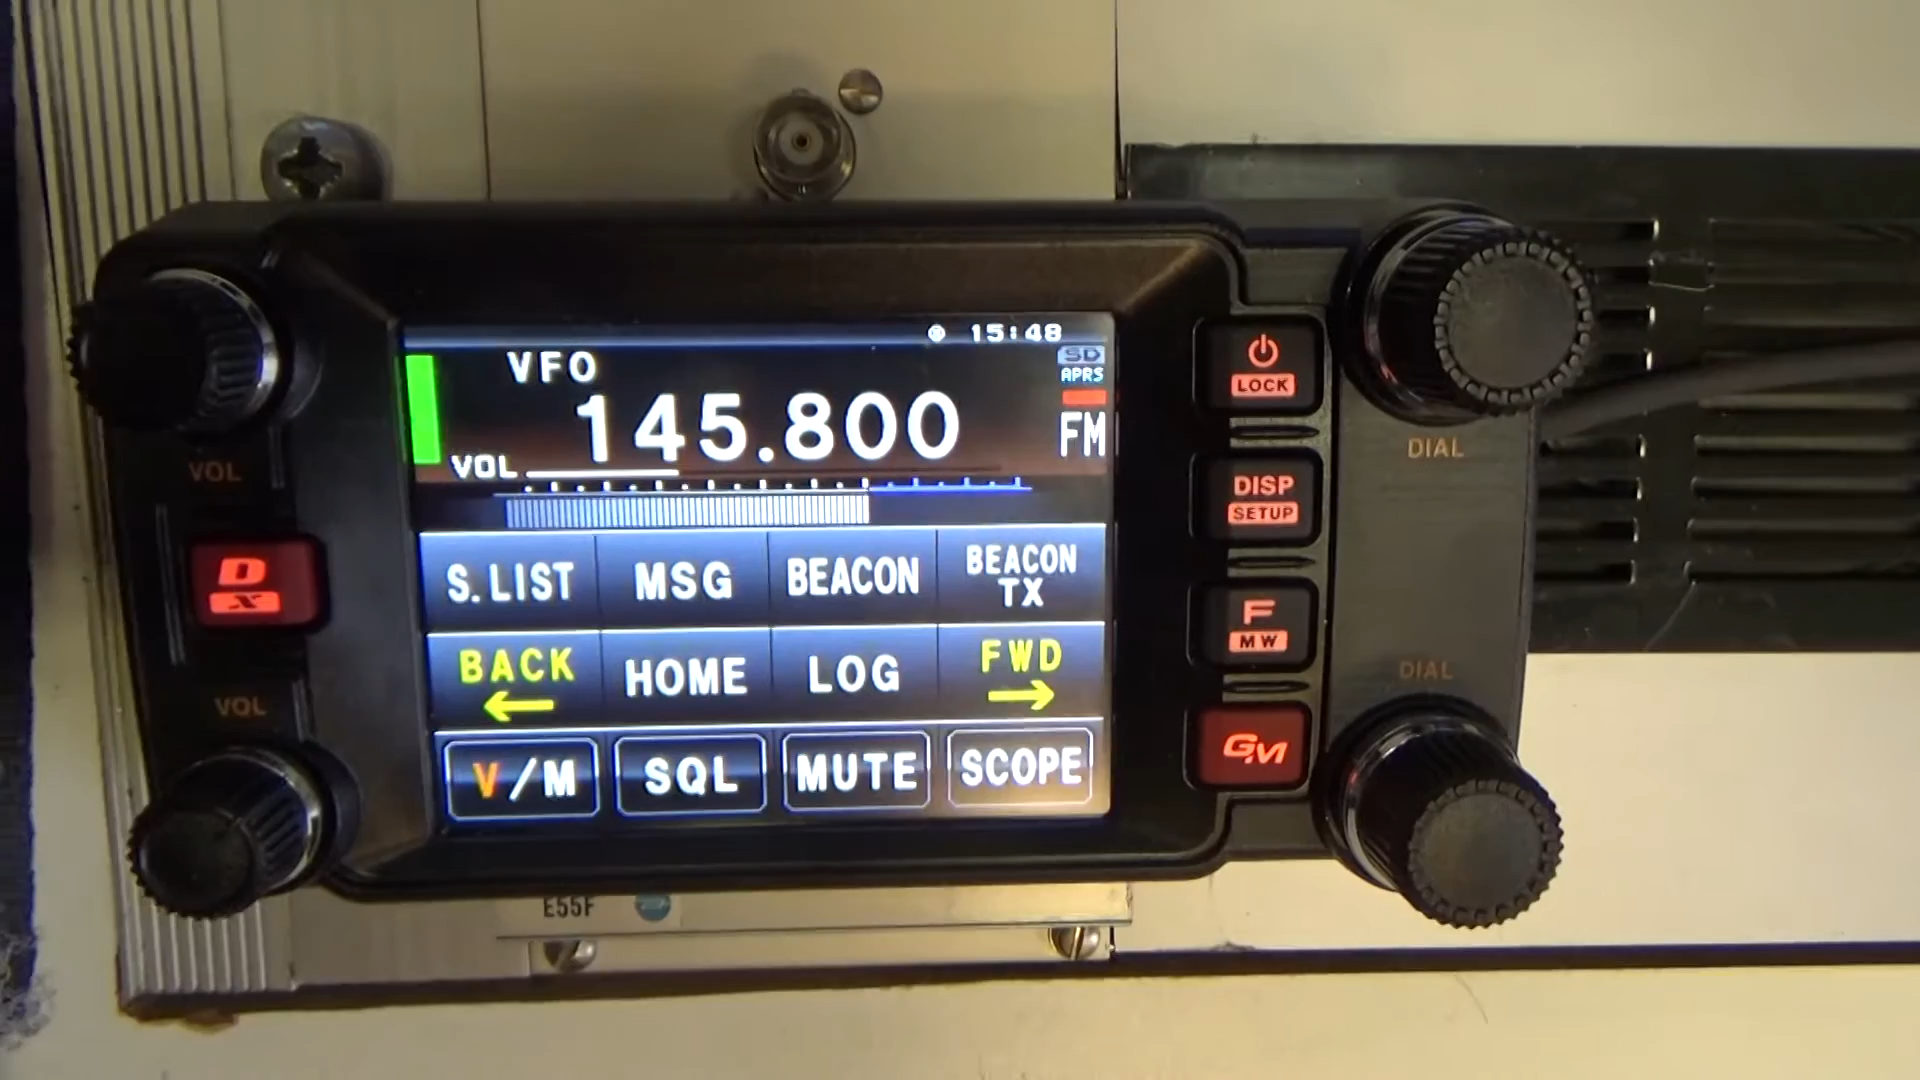 15:48
VFO
SD
APRS
145.800
FM
VOL
S.LIST MSG BEACON BEACON TX
BACK HOME LOG FWD
V/M SQL MUTE SCOPE
VOL
D
X
VOL
LOCK
DISP
SETUP
F
MW
GM
DIAL
DIAL
E55F